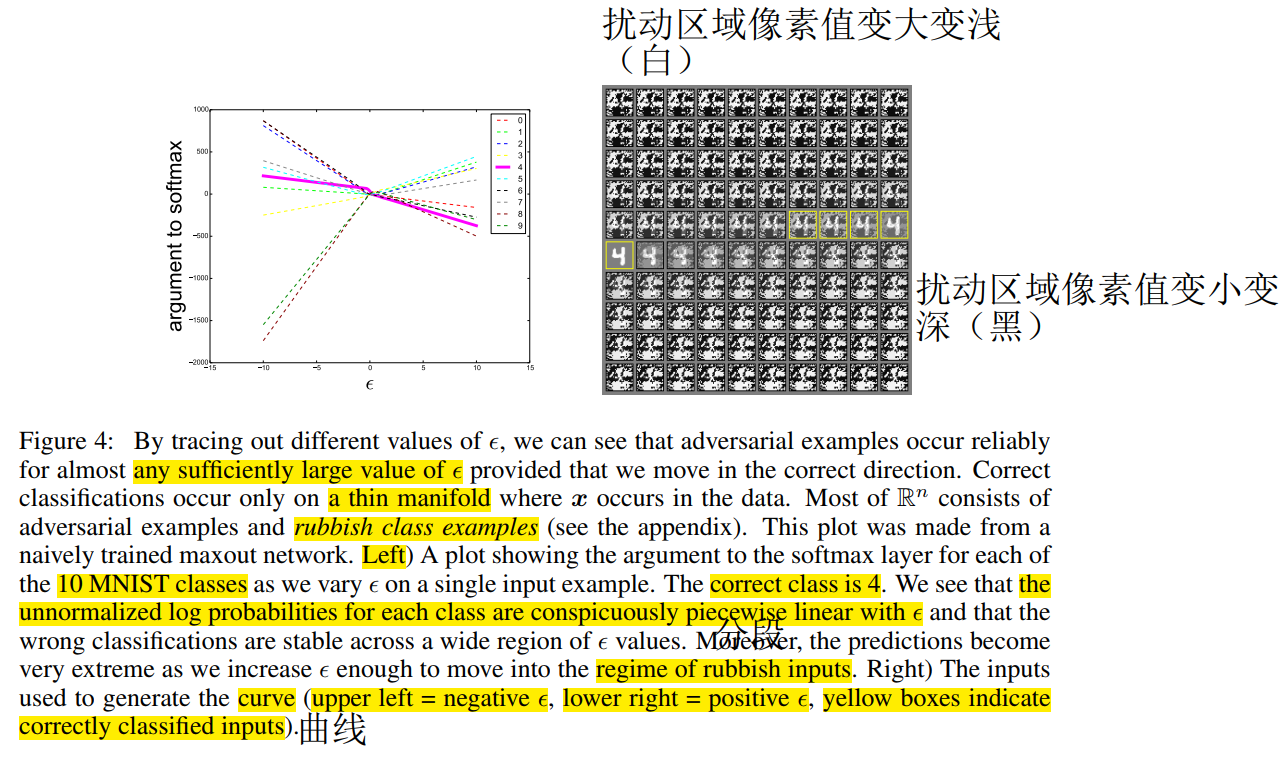 扰动区域像素值变大变浅
（白）
1000
500
0
−500
−1000
−1500
−2000
−15
−10
−5
0
5
10
15
argument to softmax
ϵ
0
1
2
3
4
5
6
7
8
9
扰动区域像素值变小变
深（黑）
Figure 4: By tracing out different values of ϵ, we can see that adversarial examples occur reliably
for almost any sufficiently large value of ϵ provided that we move in the correct direction. Correct
classifications occur only on a thin manifold where x occurs in the data. Most of ℝⁿ consists of
adversarial examples and rubbish class examples (see the appendix). This plot was made from a
naively trained maxout network. Left) A plot showing the argument to the softmax layer for each of
the 10 MNIST classes as we vary ϵ on a single input example. The correct class is 4. We see that the
unnormalized log probabilities for each class are conspicuously piecewise linear with ϵ and that the
分段
wrong classifications are stable across a wide region of ϵ values. Moreover, the predictions become
very extreme as we increase ϵ enough to move into the regime of rubbish inputs. Right) The inputs
used to generate the curve (upper left = negative ϵ, lower right = positive ϵ, yellow boxes indicate
correctly classified inputs).
曲线